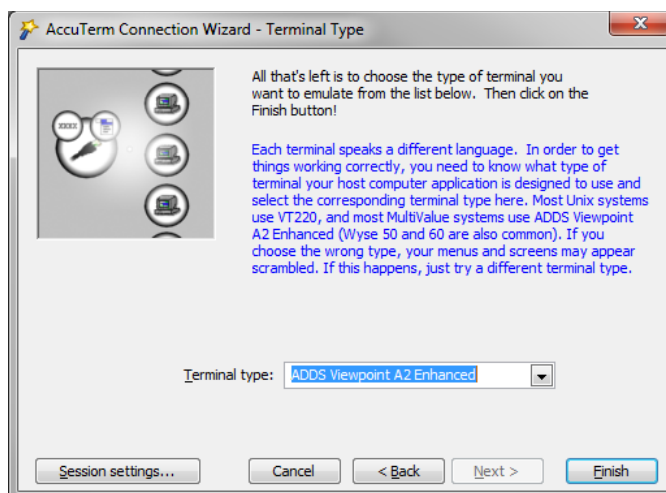 AccuTerm Connection Wizard - Terminal Type
All that's left is to choose the type of terminal you
want to emulate from the list below. Then click on the
Finish button!
xxxx
Each terminal speaks a different language. In order to get
things working correctly, you need to know what type of
terminal your host computer application is designed to use and
select the corresponding terminal type here. Most Unix systems
use VT220, and most MultiValue systems use ADDS Viewpoint
A2 Enhanced (Wyse 50 and 60 are also common). If you
choose the wrong type, your menus and screens may appear
scrambled. If this happens, just try a different terminal type.
Terminal type: ADDS Viewpoint A2 Enhanced
Session settings... Cancel < Back Next > Finish